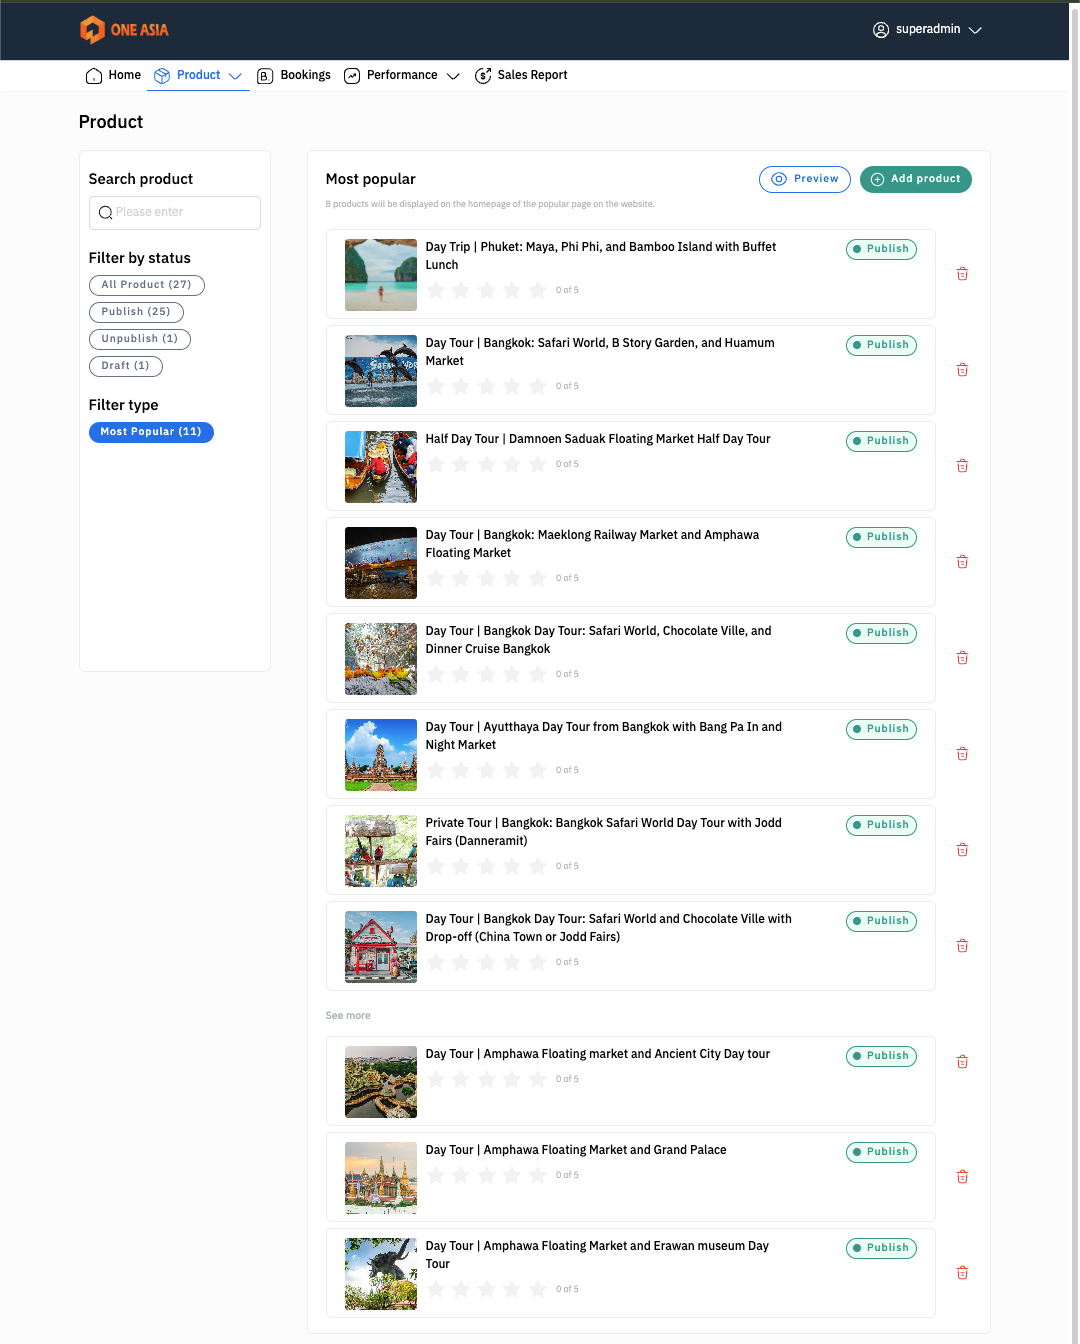 ONE ASIA
superadmin
Home
Product
Bookings
Performance
Sales Report
Product
Search product
Please enter
Filter by status
All Product (27)
Publish (25)
Unpublish (1)
Draft (1)
Filter type
Most Popular (11)
Most popular
Preview
Add product
8 products will be displayed on the homepage of the popular page on the website.
Day Trip | Phuket: Maya, Phi Phi, and Bamboo Island with Buffet
Lunch
0 of 5
Publish
Day Tour | Bangkok: Safari World, B Story Garden, and Huamum
Market
0 of 5
Publish
Half Day Tour | Damnoen Saduak Floating Market Half Day Tour
0 of 5
Publish
Day Tour | Bangkok: Maeklong Railway Market and Amphawa
Floating Market
0 of 5
Publish
Day Tour | Bangkok Day Tour: Safari World, Chocolate Ville, and
Dinner Cruise Bangkok
0 of 5
Publish
Day Tour | Ayutthaya Day Tour from Bangkok with Bang Pa In and
Night Market
0 of 5
Publish
Private Tour | Bangkok: Bangkok Safari World Day Tour with Jodd
Fairs (Danneramit)
0 of 5
Publish
Day Tour | Bangkok Day Tour: Safari World and Chocolate Ville with
Drop-off (China Town or Jodd Fairs)
0 of 5
Publish
See more
Day Tour | Amphawa Floating market and Ancient City Day tour
0 of 5
Publish
Day Tour | Amphawa Floating Market and Grand Palace
0 of 5
Publish
Day Tour | Amphawa Floating Market and Erawan museum Day
Tour
0 of 5
Publish